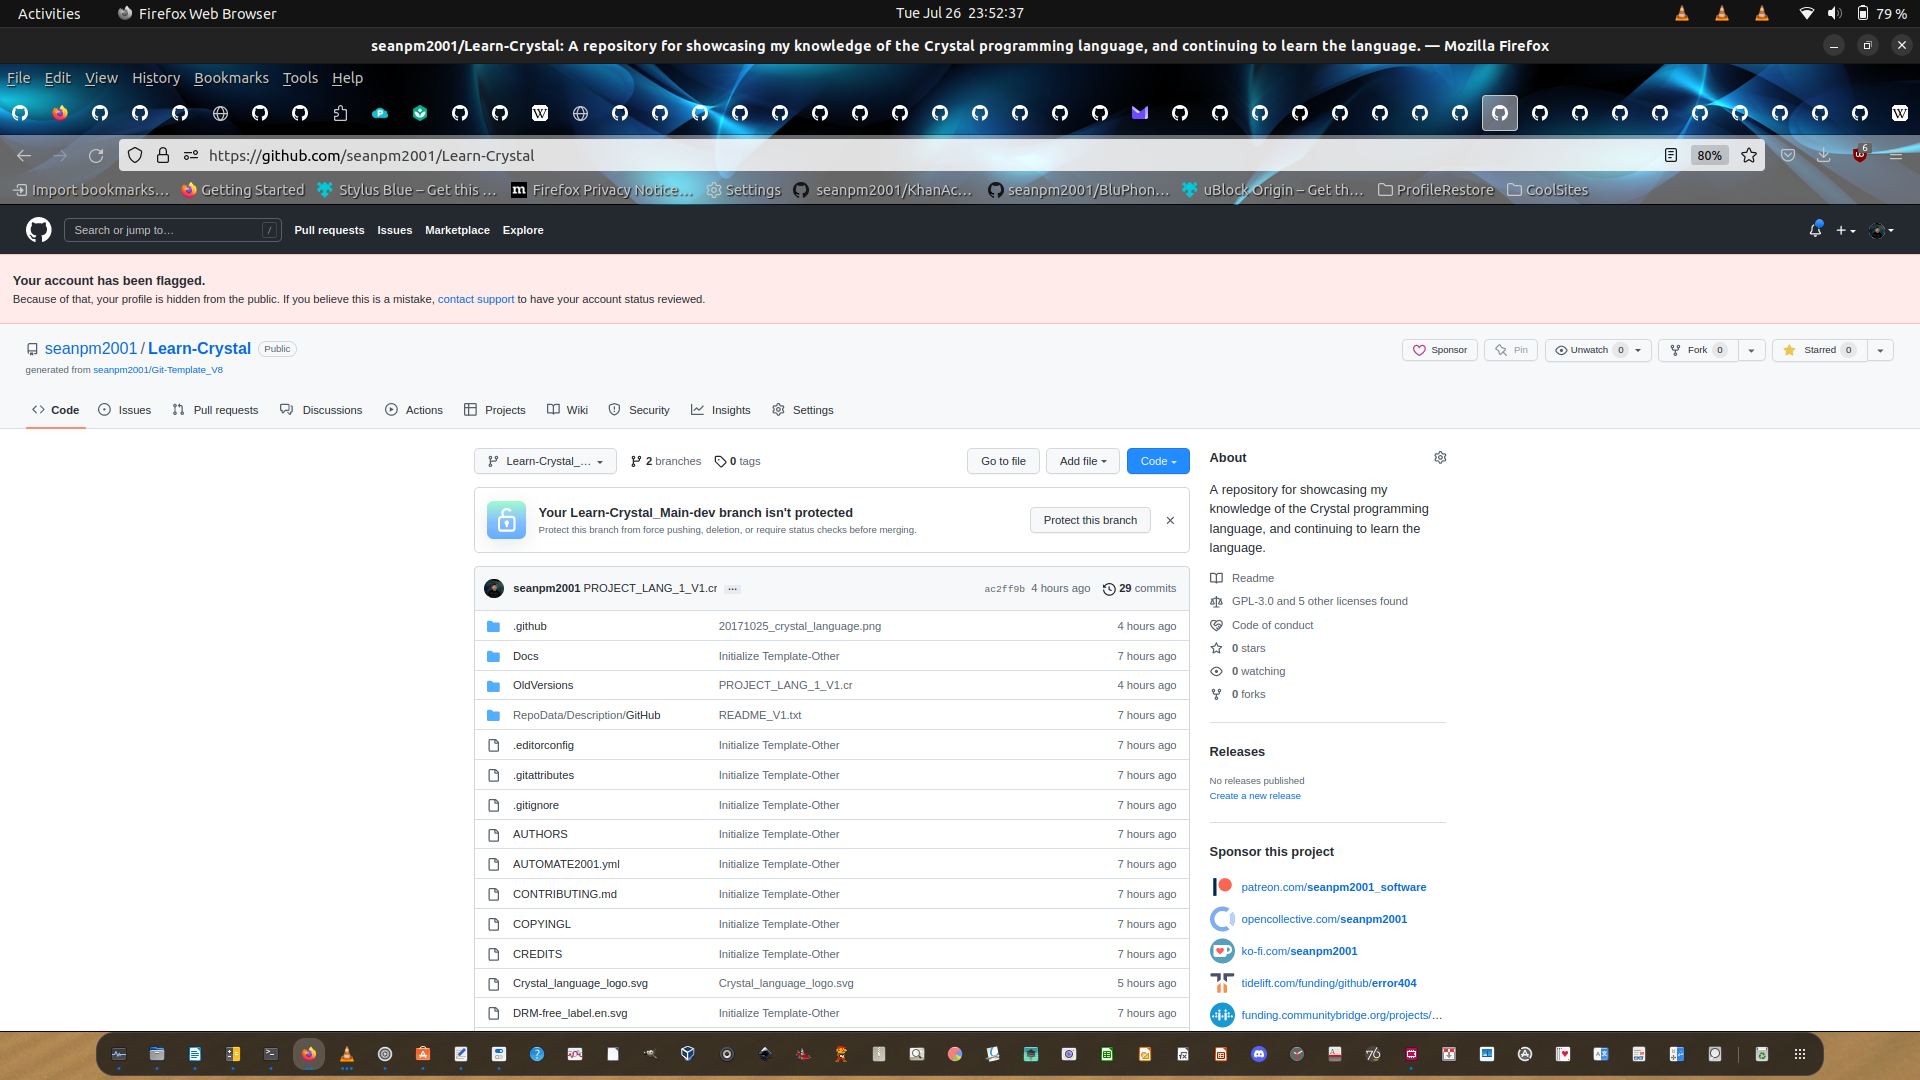 Activities
Firefox Web Browser
Tue Jul 26 23:52:37
79 %
seanpm2001/Learn-Crystal: A repository for showcasing my knowledge of the Crystal programming language, and continuing to learn the language. — Mozilla Firefox
File Edit View History Bookmarks Tools Help
https://github.com/seanpm2001/Learn-Crystal
80%
6
Import bookmarks…
Getting Started
Stylus Blue – Get this …
Firefox Privacy Notice…
Settings
seanpm2001/KhanAc…
seanpm2001/BluPhon…
uBlock Origin – Get th…
ProfileRestore
CoolSites
Search or jump to…
/
Pull requests Issues Marketplace Explore
Your account has been flagged.
Because of that, your profile is hidden from the public. If you believe this is a mistake, contact support to have your account status reviewed.
seanpm2001 / Learn-Crystal Public
Sponsor
Pin
Unwatch 0
Fork 0
Starred 0
generated from seanpm2001/Git-Template_V8
Code Issues Pull requests Discussions Actions Projects Wiki Security Insights Settings
Learn-Crystal_… 2 branches 0 tags
Go to file
Add file
Code
Your Learn-Crystal_Main-dev branch isn't protected
Protect this branch from force pushing, deletion, or require status checks before merging.
Protect this branch
seanpm2001 PROJECT_LANG_1_V1.cr … ac2ff9b 4 hours ago 29 commits
.github 20171025_crystal_language.png 4 hours ago
Docs Initialize Template-Other 7 hours ago
OldVersions PROJECT_LANG_1_V1.cr 4 hours ago
RepoData/Description/GitHub README_V1.txt 7 hours ago
.editorconfig Initialize Template-Other 7 hours ago
.gitattributes Initialize Template-Other 7 hours ago
.gitignore Initialize Template-Other 7 hours ago
AUTHORS Initialize Template-Other 7 hours ago
AUTOMATE2001.yml Initialize Template-Other 7 hours ago
CONTRIBUTING.md Initialize Template-Other 7 hours ago
COPYINGL Initialize Template-Other 7 hours ago
CREDITS Initialize Template-Other 7 hours ago
Crystal_language_logo.svg Crystal_language_logo.svg 5 hours ago
DRM-free_label.en.svg Initialize Template-Other 7 hours ago
About
A repository for showcasing my
knowledge of the Crystal programming
language, and continuing to learn the
language.
Readme
GPL-3.0 and 5 other licenses found
Code of conduct
0 stars
0 watching
0 forks
Releases
No releases published
Create a new release
Sponsor this project
patreon.com/seanpm2001_software
opencollective.com/seanpm2001
ko-fi.com/seanpm2001
tidelift.com/funding/github/error404
funding.communitybridge.org/projects/…